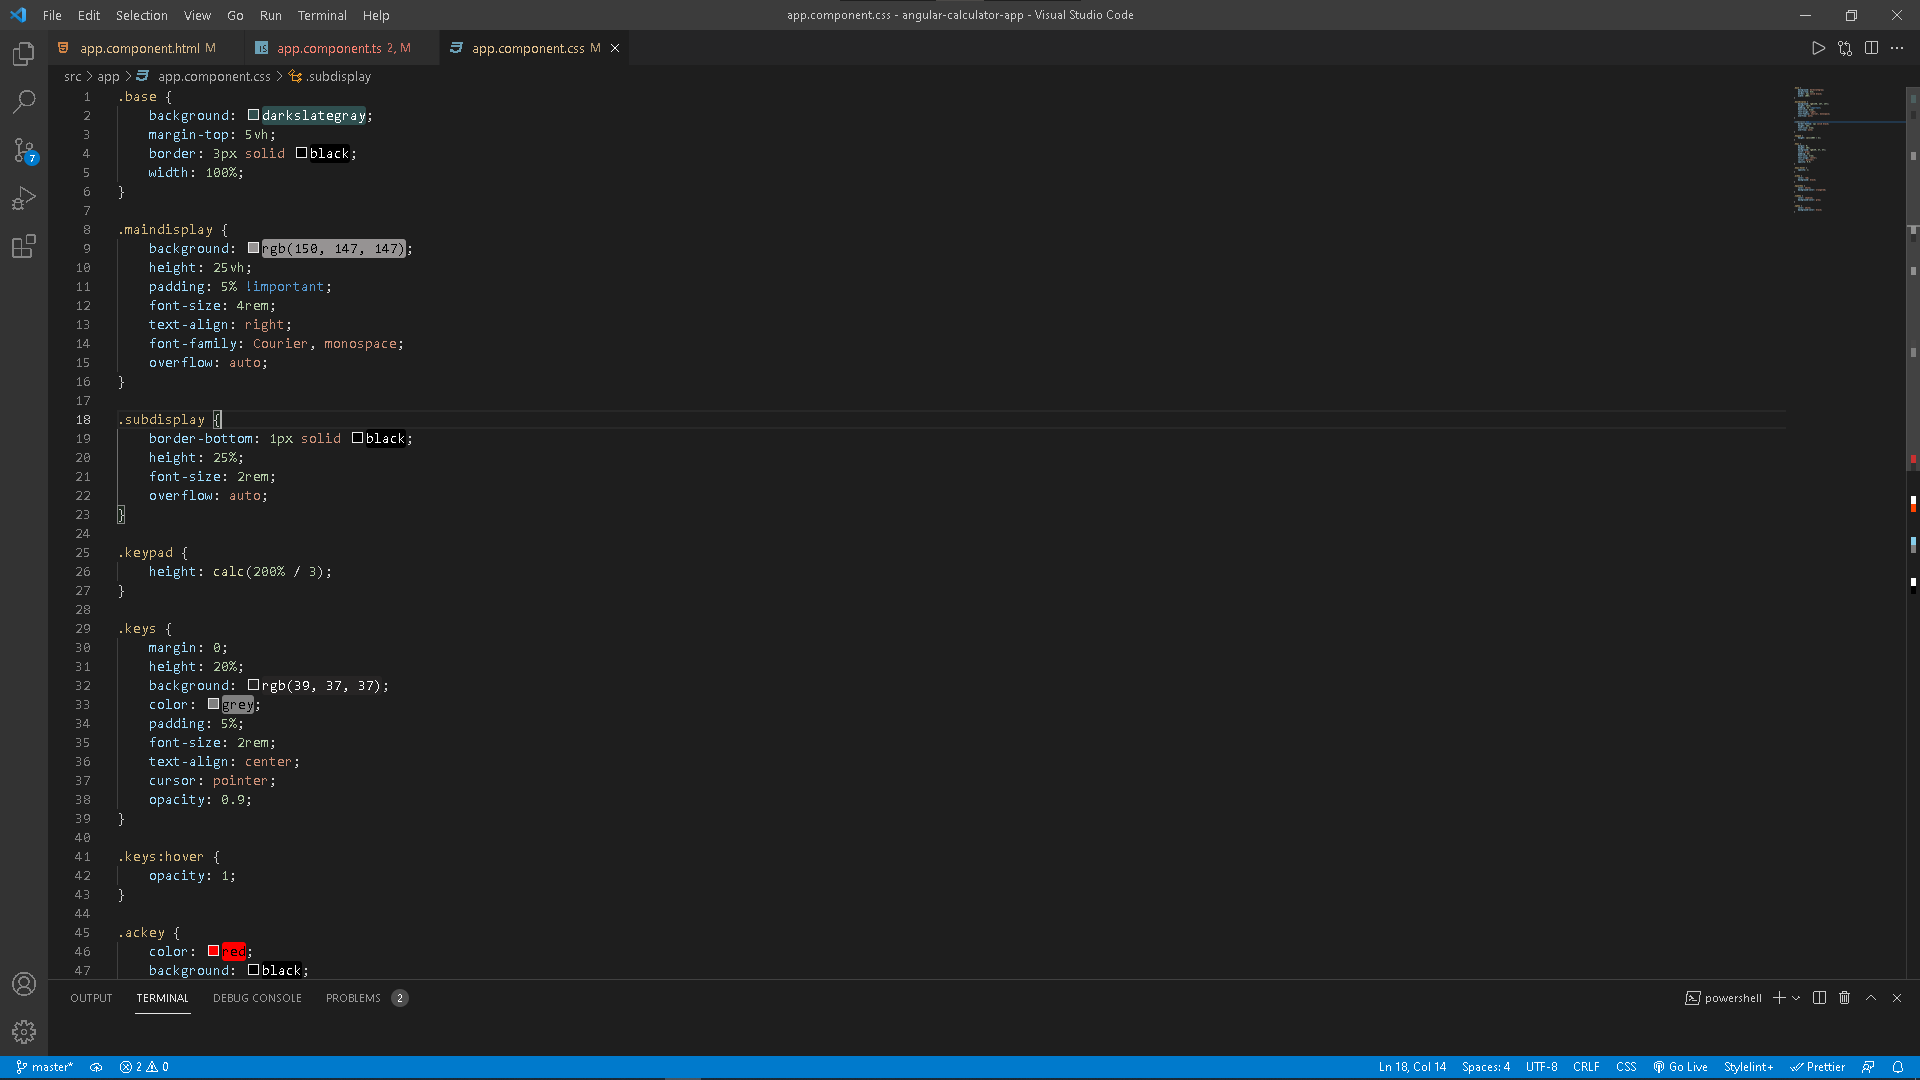 File Edit Selection View Go Run Terminal Help
app.component.css - angular-calculator-app - Visual Studio Code
app.component.html M
app.component.ts 2, M
app.component.css M
src > app > app.component.css > .subdisplay
1 .base {
2 background: darkslategray;
3 margin-top: 5vh;
4 border: 3px solid black;
5 width: 100%;
6 }
7
8 .maindisplay {
9 background: rgb(150, 147, 147);
10 height: 25vh;
11 padding: 5% !important;
12 font-size: 4rem;
13 text-align: right;
14 font-family: Courier, monospace;
15 overflow: auto;
16 }
17
18 .subdisplay {
19 border-bottom: 1px solid black;
20 height: 25%;
21 font-size: 2rem;
22 overflow: auto;
23 }
24
25 .keypad {
26 height: calc(200% / 3);
27 }
28
29 .keys {
30 margin: 0;
31 height: 20%;
32 background: rgb(39, 37, 37);
33 color: grey;
34 padding: 5%;
35 font-size: 2rem;
36 text-align: center;
37 cursor: pointer;
38 opacity: 0.9;
39 }
40
41 .keys:hover {
42 opacity: 1;
43 }
44
45 .ackey {
46 color: red;
47 background: black;
7
OUTPUT TERMINAL DEBUG CONSOLE PROBLEMS 2
powershell
master* 2 0
Ln 18, Col 14 Spaces: 4 UTF-8 CRLF CSS Go Live Stylelint+ Prettier